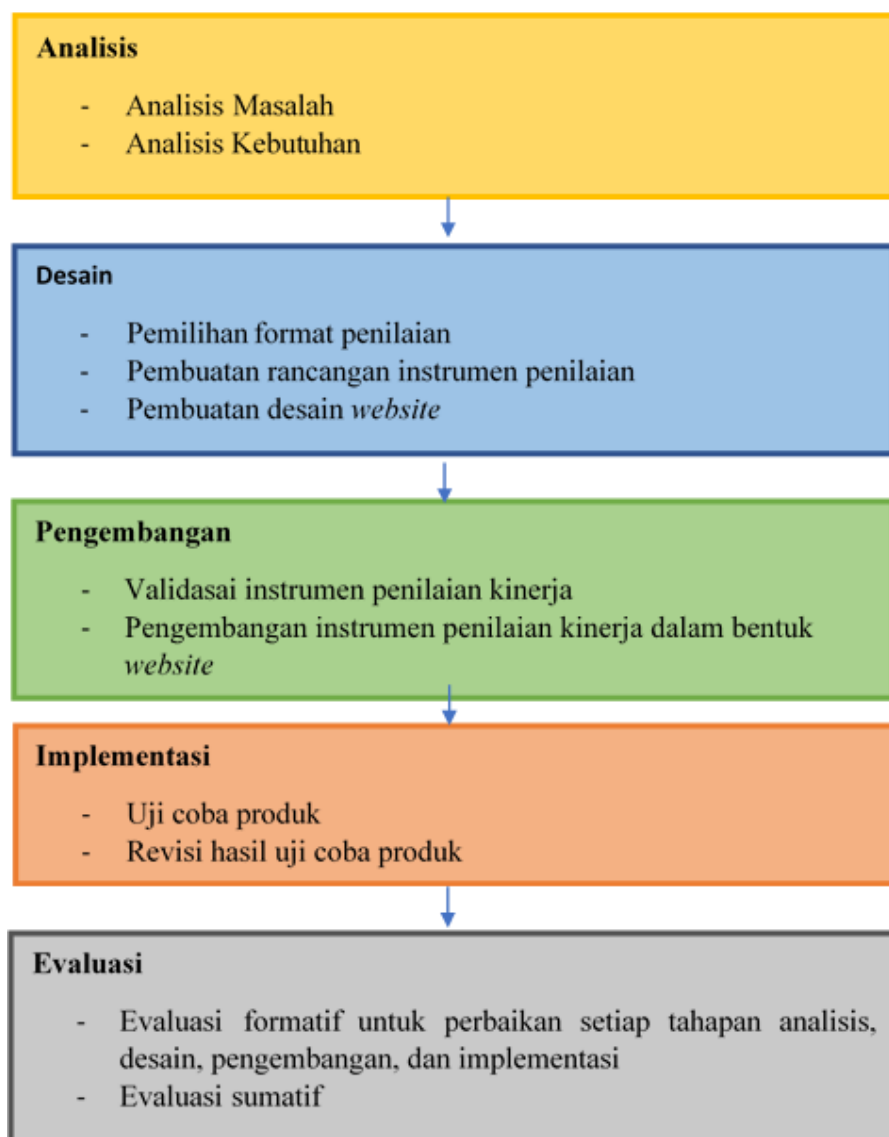 Analisis
- Analisis Masalah
- Analisis Kebutuhan
Desain
- Pemilihan format penilaian
- Pembuatan rancangan instrumen penilaian
- Pembuatan desain website
Pengembangan
- Validasai instrumen penilaian kinerja
- Pengembangan instrumen penilaian kinerja dalam bentuk
website
Implementasi
- Uji coba produk
- Revisi hasil uji coba produk
Evaluasi
- Evaluasi formatif untuk perbaikan setiap tahapan analisis,
desain, pengembangan, dan implementasi
- Evaluasi sumatif